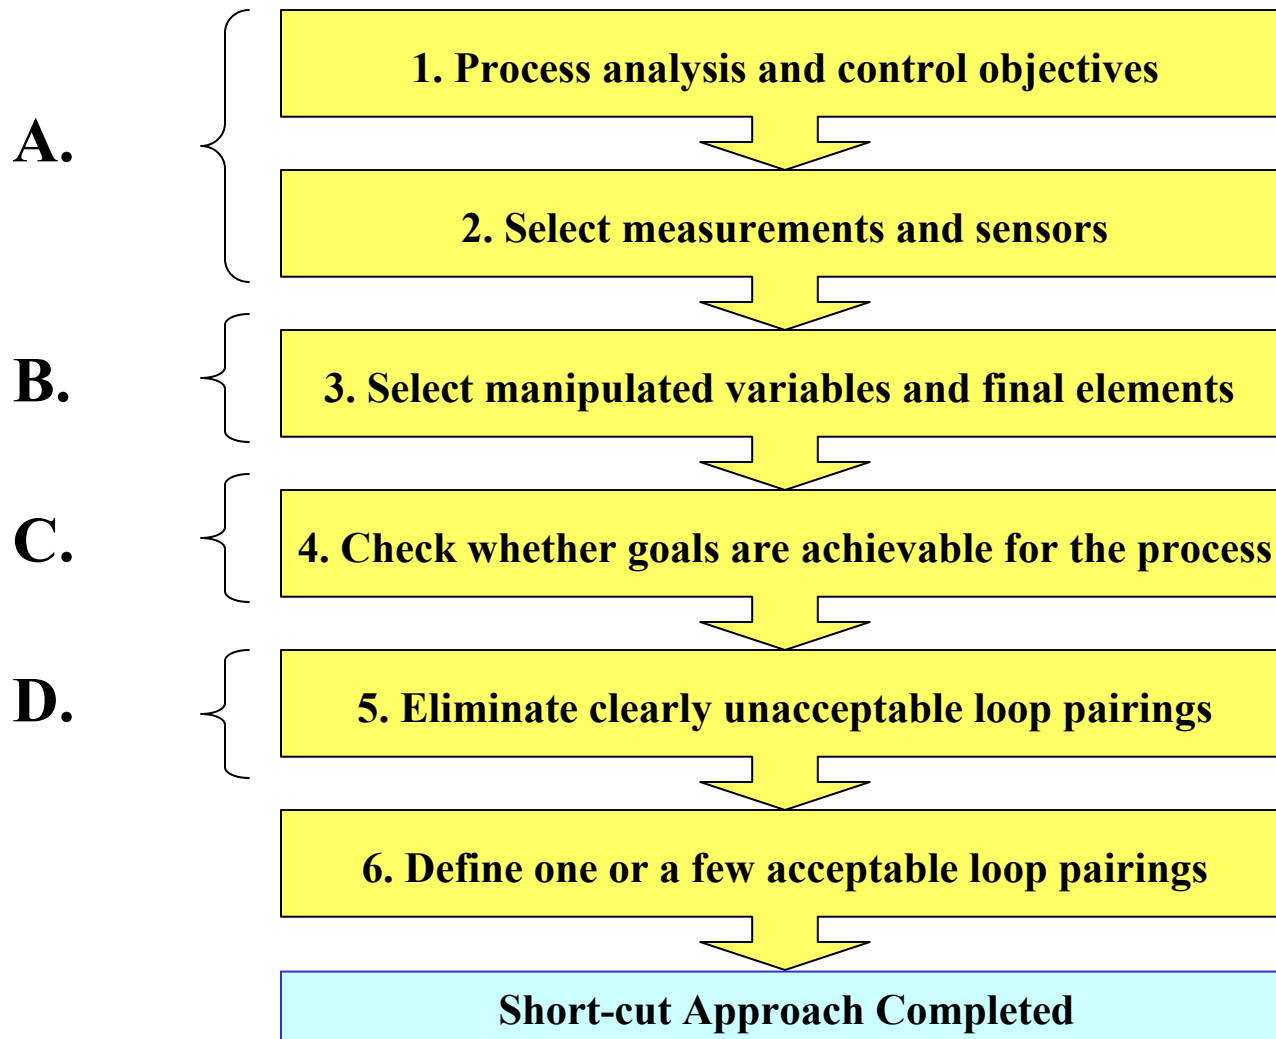 1. Process analysis and control objectives
A.
2. Select measurements and sensors
B.
3. Select manipulated variables and final elements
C.
4. Check whether goals are achievable for the process
D.
5. Eliminate clearly unacceptable loop pairings
6. Define one or a few acceptable loop pairings
Short-cut Approach Completed